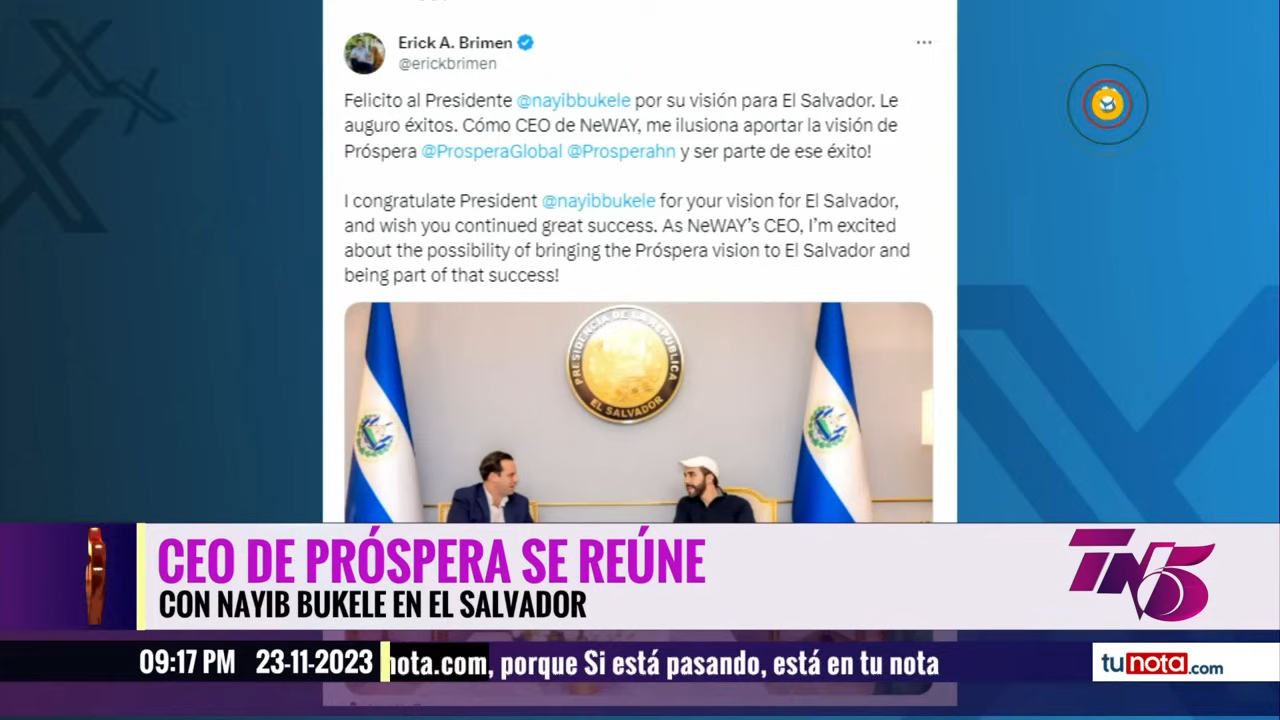 Erick A. Brimen
@erickbrimen
Felicito al Presidente @nayibbukele por su visión para El Salvador. Le
auguro éxitos. Cómo CEO de NeWAY, me ilusiona aportar la visión de
Próspera @ProsperaGlobal @Prosperahn y ser parte de ese éxito!
I congratulate President @nayibbukele for your vision for El Salvador,
and wish you continued great success. As NeWAY's CEO, I'm excited
about the possibility of bringing the Próspera vision to El Salvador and
being part of that success!
PRESIDENCIA DE LA REPÚBLICA
EL SALVADOR
CEO DE PRÓSPERA SE REÚNE
CON NAYIB BUKELE EN EL SALVADOR
TN5
09:17 PM 23-11-2023 nota.com, porque Si está pasando, está en tu nota
tunota.com